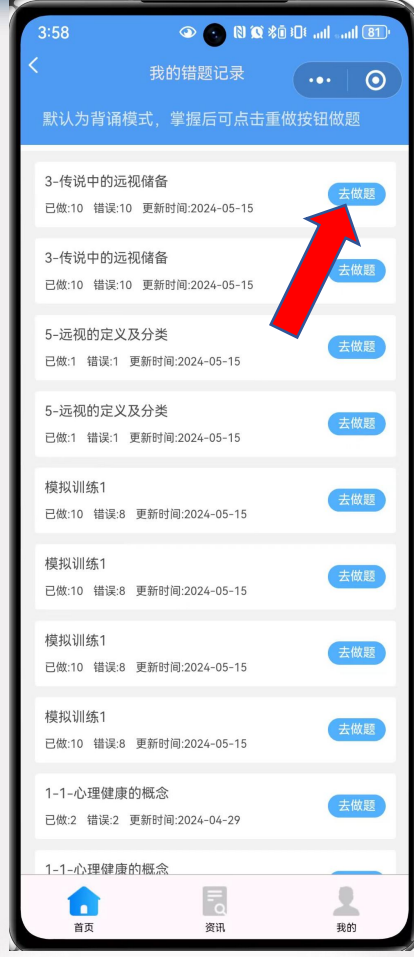 3:58
81
我的错题记录
默认为背诵模式，掌握后可点击重做按钮做题
3-传说中的远视储备
去做题
已做:10 错误:10 更新时间:2024-05-15
3-传说中的远视储备
去做题
已做:10 错误:10 更新时间:2024-05-15
5-远视的定义及分类
去做题
已做:1 错误:1 更新时间:2024-05-15
5-远视的定义及分类
去做题
已做:1 错误:1 更新时间:2024-05-15
模拟训练1
去做题
已做:10 错误:8 更新时间:2024-05-15
模拟训练1
去做题
已做:10 错误:8 更新时间:2024-05-15
模拟训练1
去做题
已做:10 错误:8 更新时间:2024-05-15
模拟训练1
去做题
已做:10 错误:8 更新时间:2024-05-15
1-1-心理健康的概念
去做题
已做:2 错误:2 更新时间:2024-04-29
1-1-心理健康的概念
首页 资讯 我的